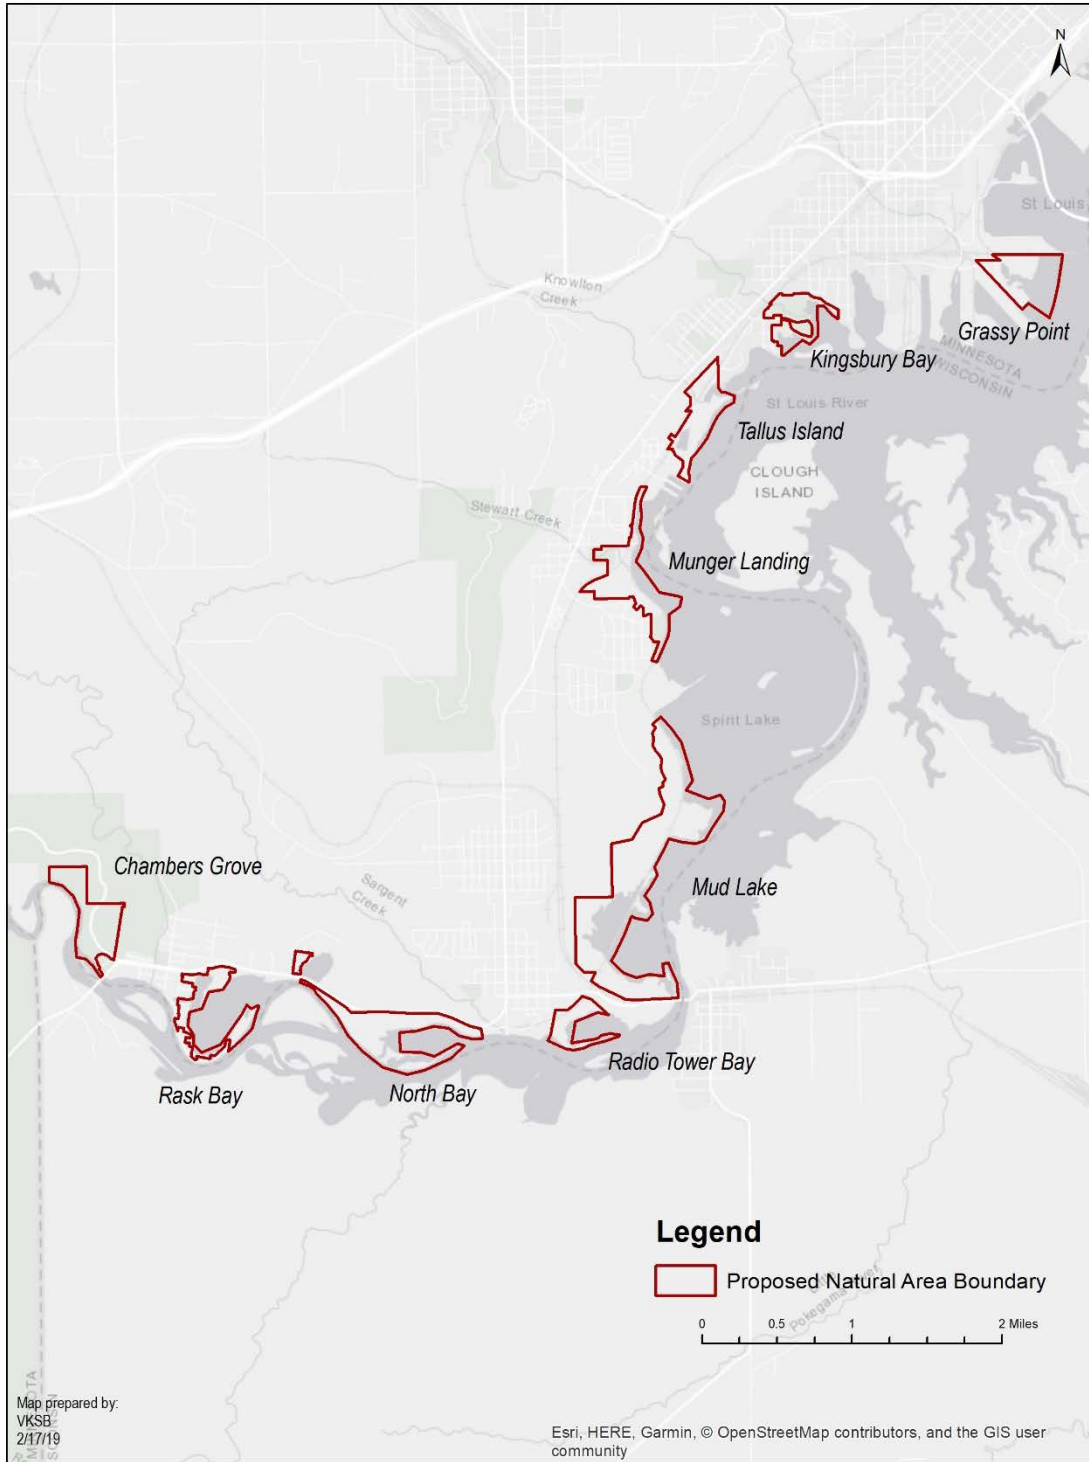 N
St Louis
Knowlton
Creek
Grassy Point
MINNESOTA
WISCONSIN
Kingsbury Bay
St Louis River
Tallus Island
CLOUGH
ISLAND
Stewart Creek
Munger Landing
Spirit Lake
Chambers Grove
Sargent
Creek
Mud Lake
Radio Tower Bay
Rask Bay
North Bay
Legend
Proposed Natural Area Boundary
Pokegama River
0 0.5 1 2 Miles
Map prepared by:
VKSB
2/17/19
MINNESOTA
Esri, HERE, Garmin, © OpenStreetMap contributors, and the GIS user
community